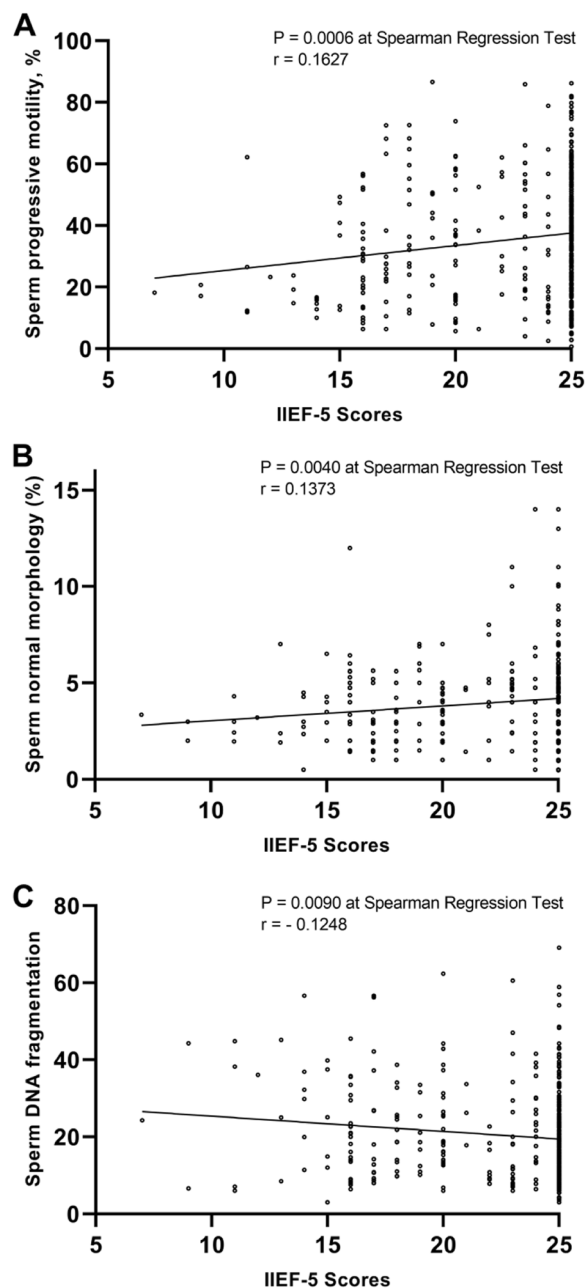 A
P = 0.0006 at Spearman Regression Test
r = 0.1627
Sperm progressive motility, %
100
80
60
40
20
0
5 10 15 20 25
IIEF-5 Scores
B
P = 0.0040 at Spearman Regression Test
r = 0.1373
Sperm normal morphology (%)
15
10
5
0
5 10 15 20 25
IIEF-5 Scores
C
P = 0.0090 at Spearman Regression Test
r = - 0.1248
Sperm DNA fragmentation
80
60
40
20
0
5 10 15 20 25
IIEF-5 Scores